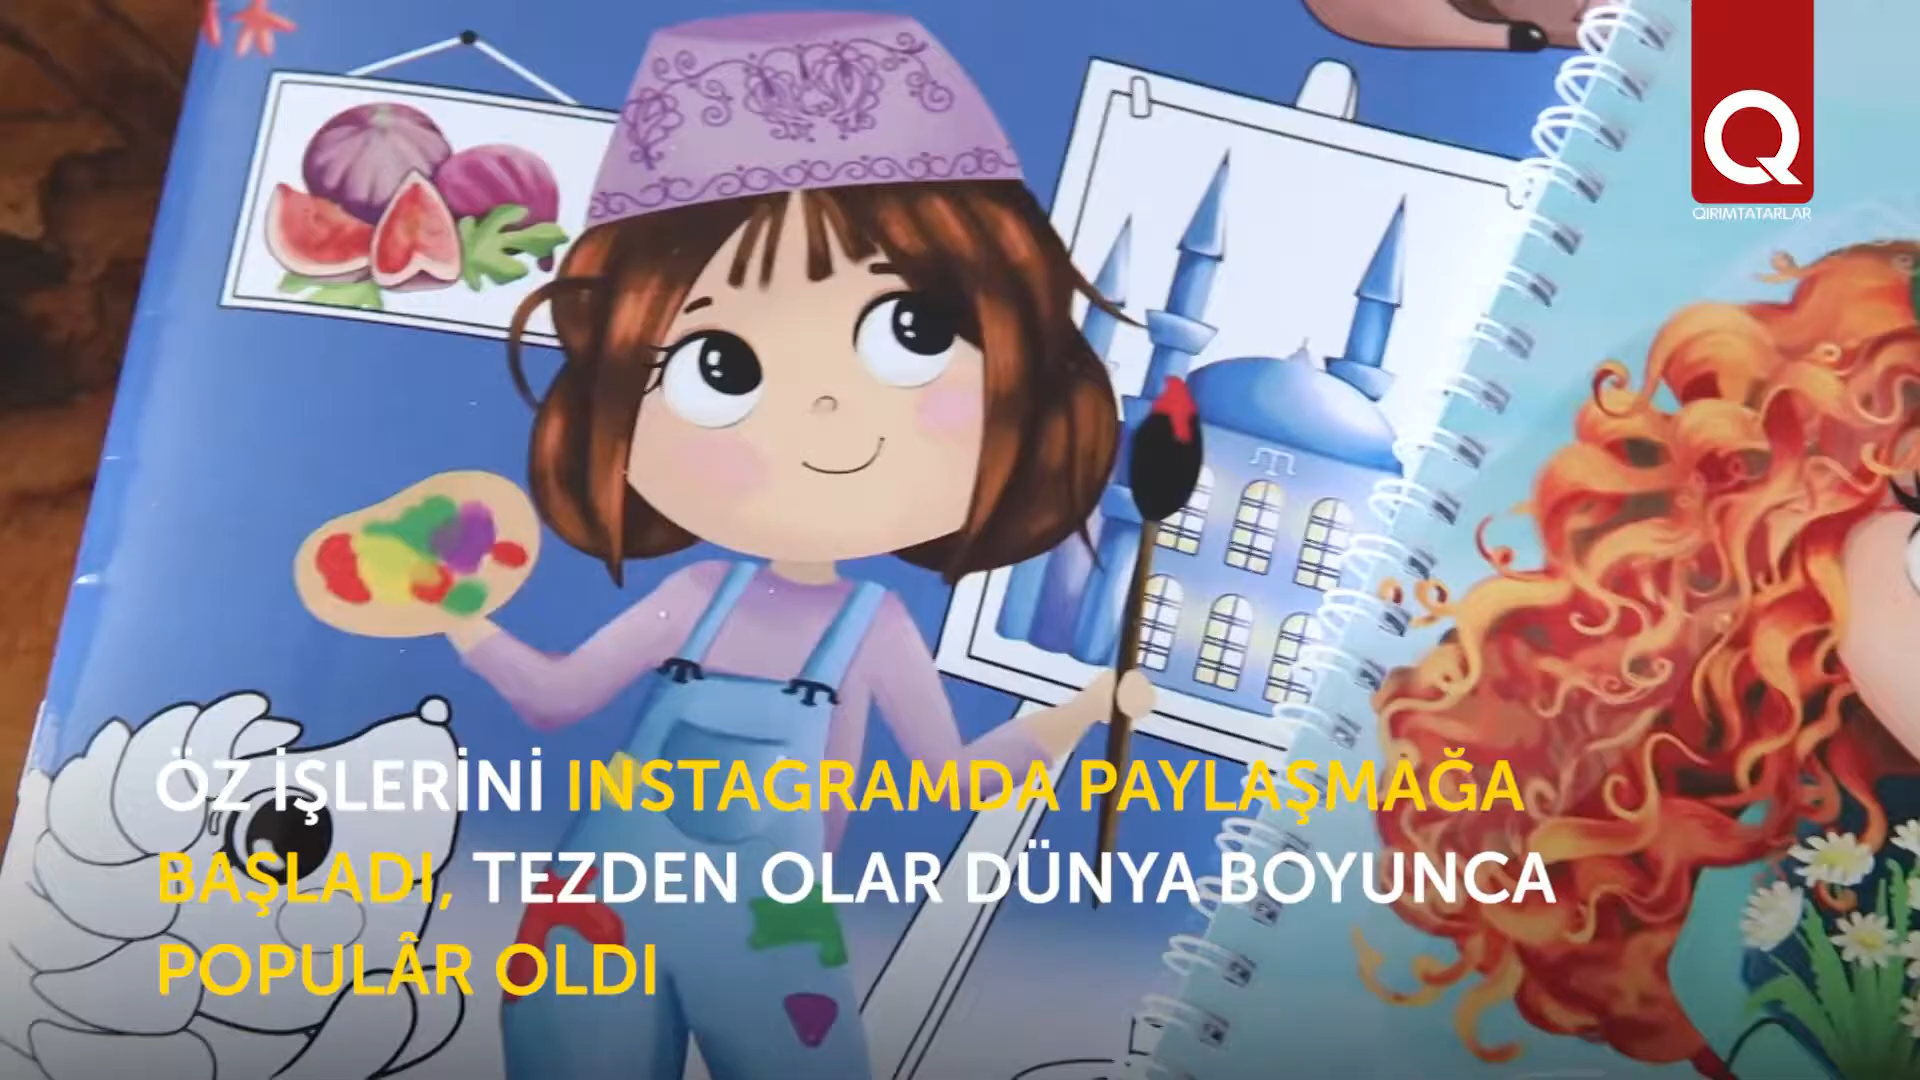 QIRIMTATARLAR
ÖZ İŞLERİNİ INSTAGRAMDA PAYLAŞMAĞA
BAŞLADI, TEZDEN OLAR DÜNYA BOYUNCA
POPULÂR OLDI